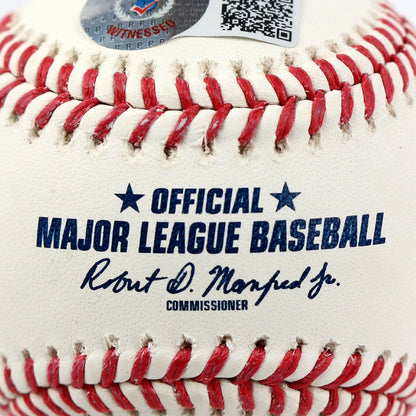 WITNESSED
★ OFFICIAL ★
MAJOR LEAGUE BASEBALL
Robert D. Manfred Jr.
COMMISSIONER